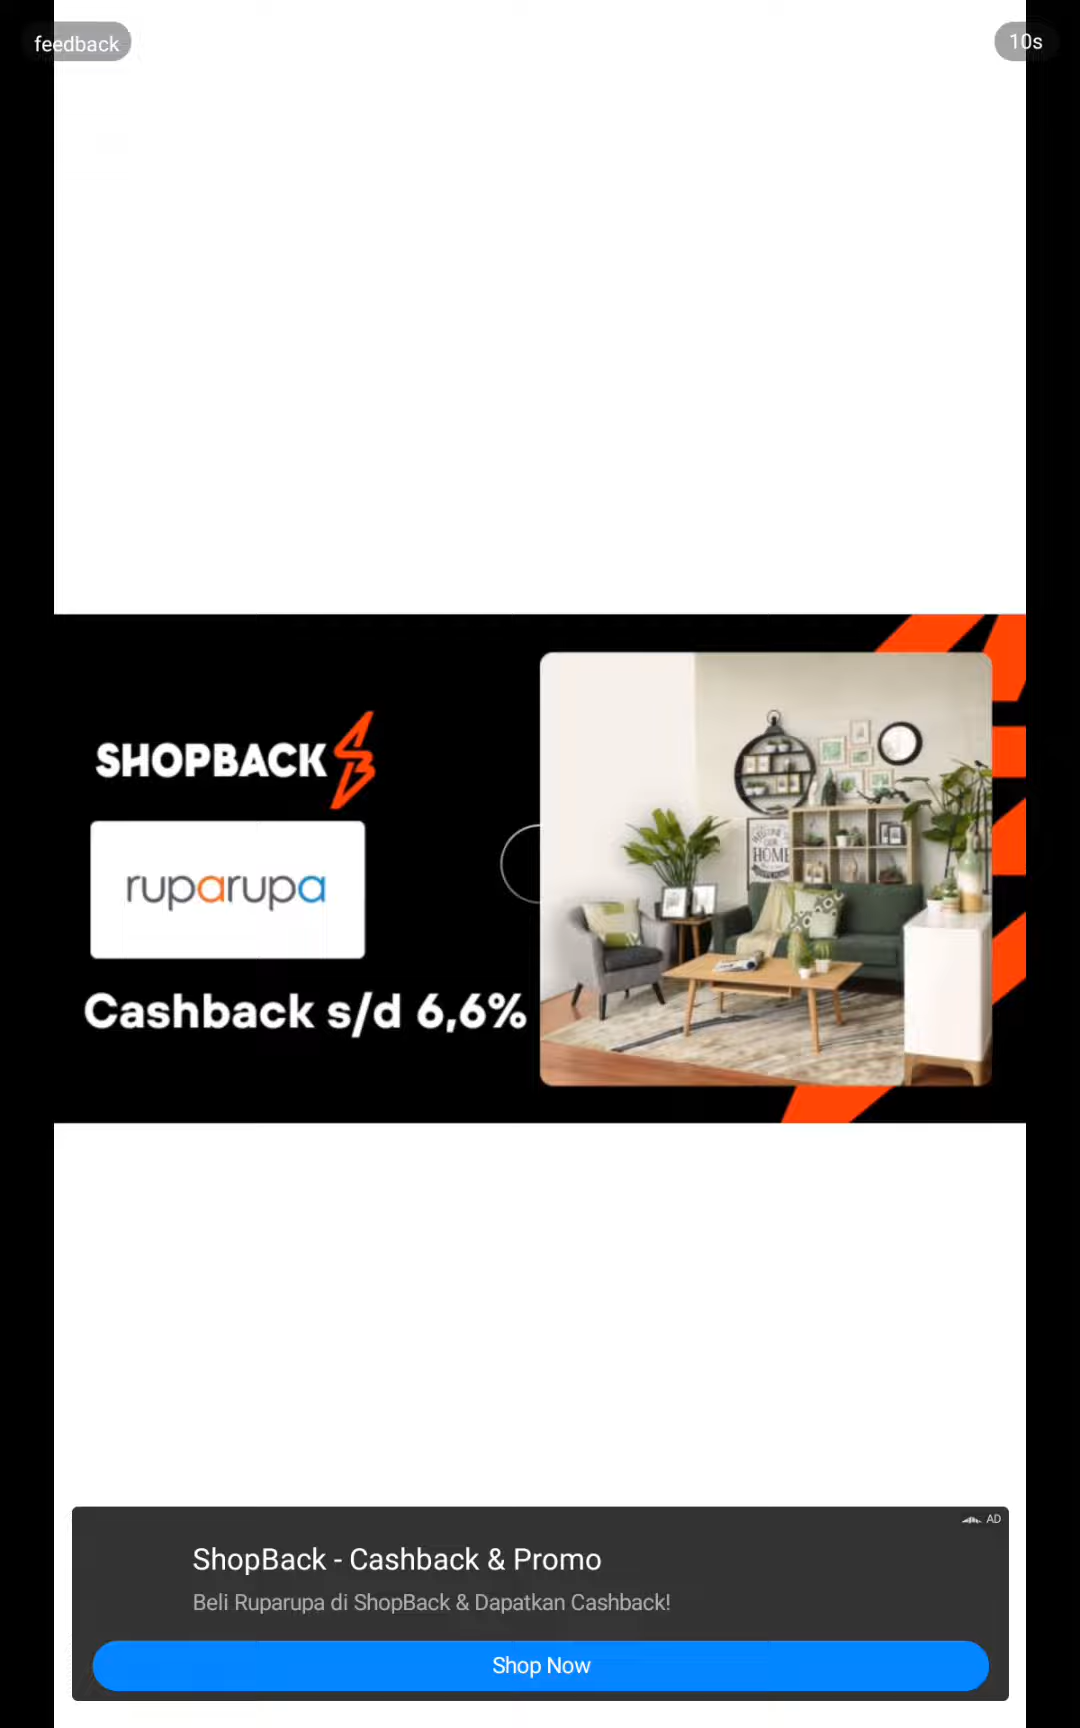 feedback
10s
SHOPBACK
ruparupa
Cashback s/d 6,6%
HOME
AD
ShopBack - Cashback & Promo
Beli Ruparupa di ShopBack & Dapatkan Cashback!
Shop Now